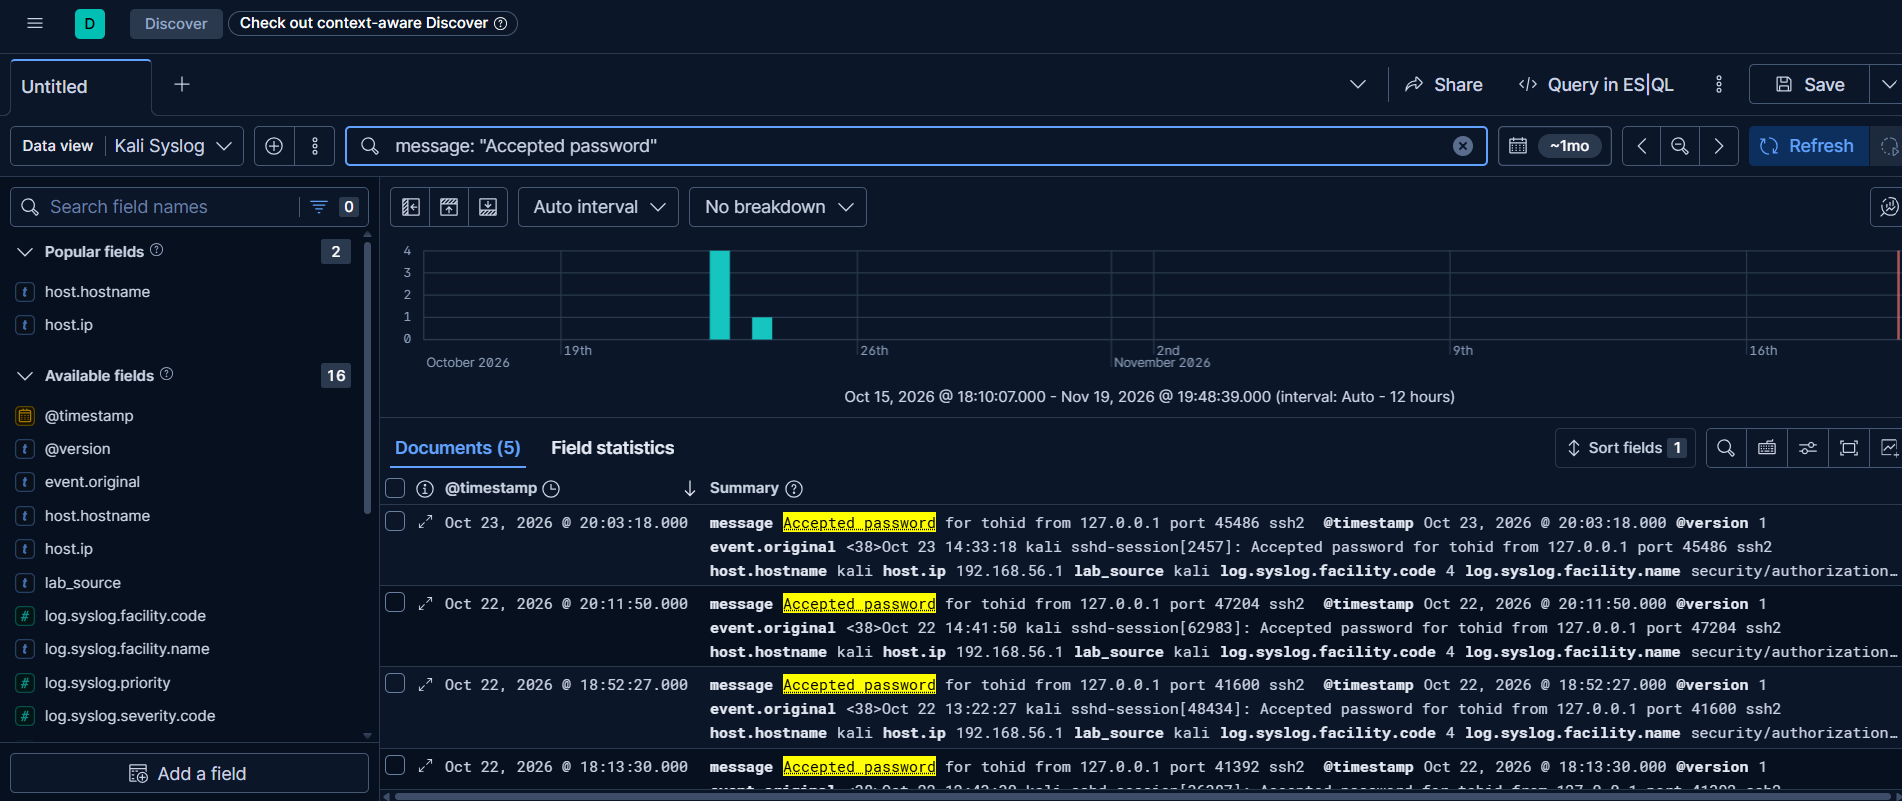 D Discover Check out context-aware Discover
Untitled
Share Query in ES|QL Save
Data view Kali Syslog message: "Accepted password" ~1mo Refresh
Search field names 0
Auto interval No breakdown
Popular fields 2
t host.hostname
t host.ip
Available fields 16
@timestamp
t @version
t event.original
t host.hostname
t host.ip
t lab_source
# log.syslog.facility.code
t log.syslog.facility.name
# log.syslog.priority
# log.syslog.severity.code
Add a field
4
3
2
1
0
19th 26th 2nd 9th 16th
October 2026 November 2026
Oct 15, 2026 @ 18:10:07.000 - Nov 19, 2026 @ 19:48:39.000 (interval: Auto - 12 hours)
Documents (5) Field statistics Sort fields 1
@timestamp Summary
Oct 23, 2026 @ 20:03:18.000 message Accepted password for tohid from 127.0.0.1 port 45486 ssh2 @timestamp Oct 23, 2026 @ 20:03:18.000 @version 1
event.original <38>Oct 23 14:33:18 kali sshd-session[2457]: Accepted password for tohid from 127.0.0.1 port 45486 ssh2
host.hostname kali host.ip 192.168.56.1 lab_source kali log.syslog.facility.code 4 log.syslog.facility.name security/authorization…
Oct 22, 2026 @ 20:11:50.000 message Accepted password for tohid from 127.0.0.1 port 47204 ssh2 @timestamp Oct 22, 2026 @ 20:11:50.000 @version 1
event.original <38>Oct 22 14:41:50 kali sshd-session[62983]: Accepted password for tohid from 127.0.0.1 port 47204 ssh2
host.hostname kali host.ip 192.168.56.1 lab_source kali log.syslog.facility.code 4 log.syslog.facility.name security/authorization…
Oct 22, 2026 @ 18:52:27.000 message Accepted password for tohid from 127.0.0.1 port 41600 ssh2 @timestamp Oct 22, 2026 @ 18:52:27.000 @version 1
event.original <38>Oct 22 13:22:27 kali sshd-session[48434]: Accepted password for tohid from 127.0.0.1 port 41600 ssh2
host.hostname kali host.ip 192.168.56.1 lab_source kali log.syslog.facility.code 4 log.syslog.facility.name security/authorization…
Oct 22, 2026 @ 18:13:30.000 message Accepted password for tohid from 127.0.0.1 port 41392 ssh2 @timestamp Oct 22, 2026 @ 18:13:30.000 @version 1